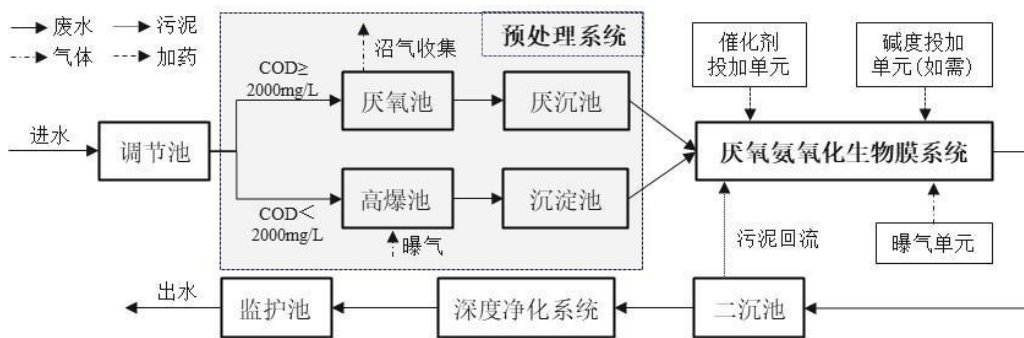 废水
污泥
气体
加药
预处理系统
沼气收集
COD≥
2000mg/L
厌氧池
厌沉池
催化剂
投加单元
碱度投加
单元(如需)
进水
调节池
厌氧氨氧化生物膜系统
COD<
2000mg/L
高爆池
沉淀池
曝气
污泥回流
曝气单元
出水
监护池
深度净化系统
二沉池